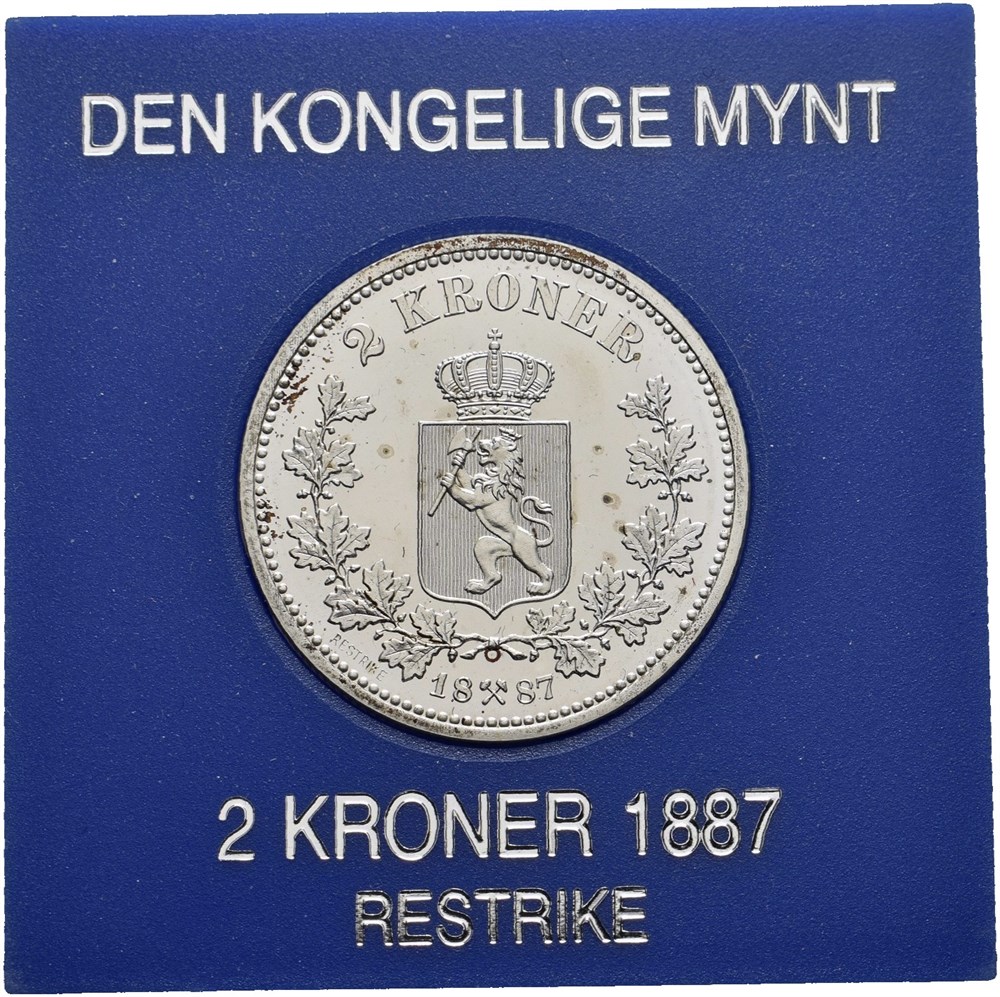 DEN KONGELIGE MYNT
2 KRONER
RESTRIKE
18 87
2 KRONER 1887
RESTRIKE